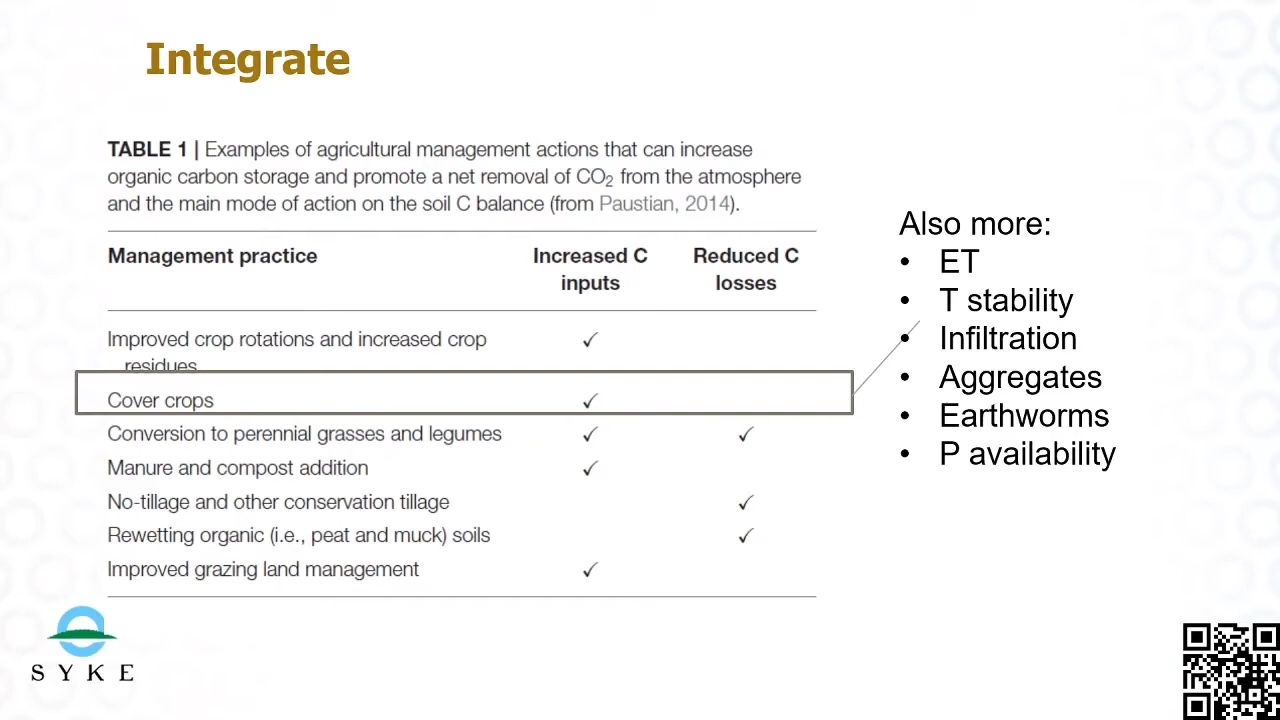 Integrate
TABLE 1 | Examples of agricultural management actions that can increase
organic carbon storage and promote a net removal of CO₂ from the atmosphere
and the main mode of action on the soil C balance (from Paustian, 2014).
Management practice Increased C Reduced C
inputs losses
Improved crop rotations and increased crop ✓
residues
Cover crops ✓
Conversion to perennial grasses and legumes ✓ ✓
Manure and compost addition ✓
No-tillage and other conservation tillage ✓
Rewetting organic (i.e., peat and muck) soils ✓
Improved grazing land management ✓
Also more:
• ET
• T stability
• Infiltration
• Aggregates
• Earthworms
• P availability
SYKE